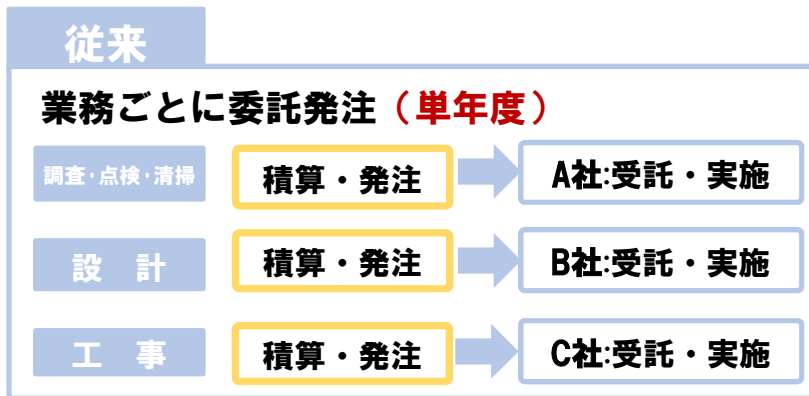 従来
業務ごとに委託発注（単年度）
調査・点検・清掃 積算・発注 A社:受託・実施
設 計 積算・発注 B社:受託・実施
工 事 積算・発注 C社:受託・実施